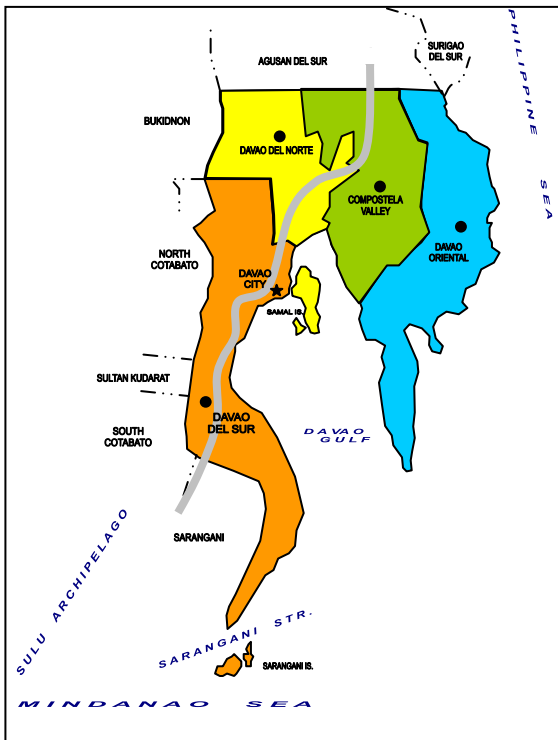 SURIGAO
DEL SUR
PHILIPPINE
SEA
AGUSAN DEL SUR
BUKIDNON
DAVAO DEL NORTE
COMPOSTELA
VALLEY
NORTH
COTABATO
DAVAO
ORIENTAL
DAVAO
CITY
SAMAL IS.
SULTAN KUDARAT
DAVAO
DEL SUR
SOUTH
COTABATO
DAVAO
GULF
SARANGANI
SULU ARCHIPELAGO
SARANGANI STR.
SARANGANI IS.
MINDANAO SEA